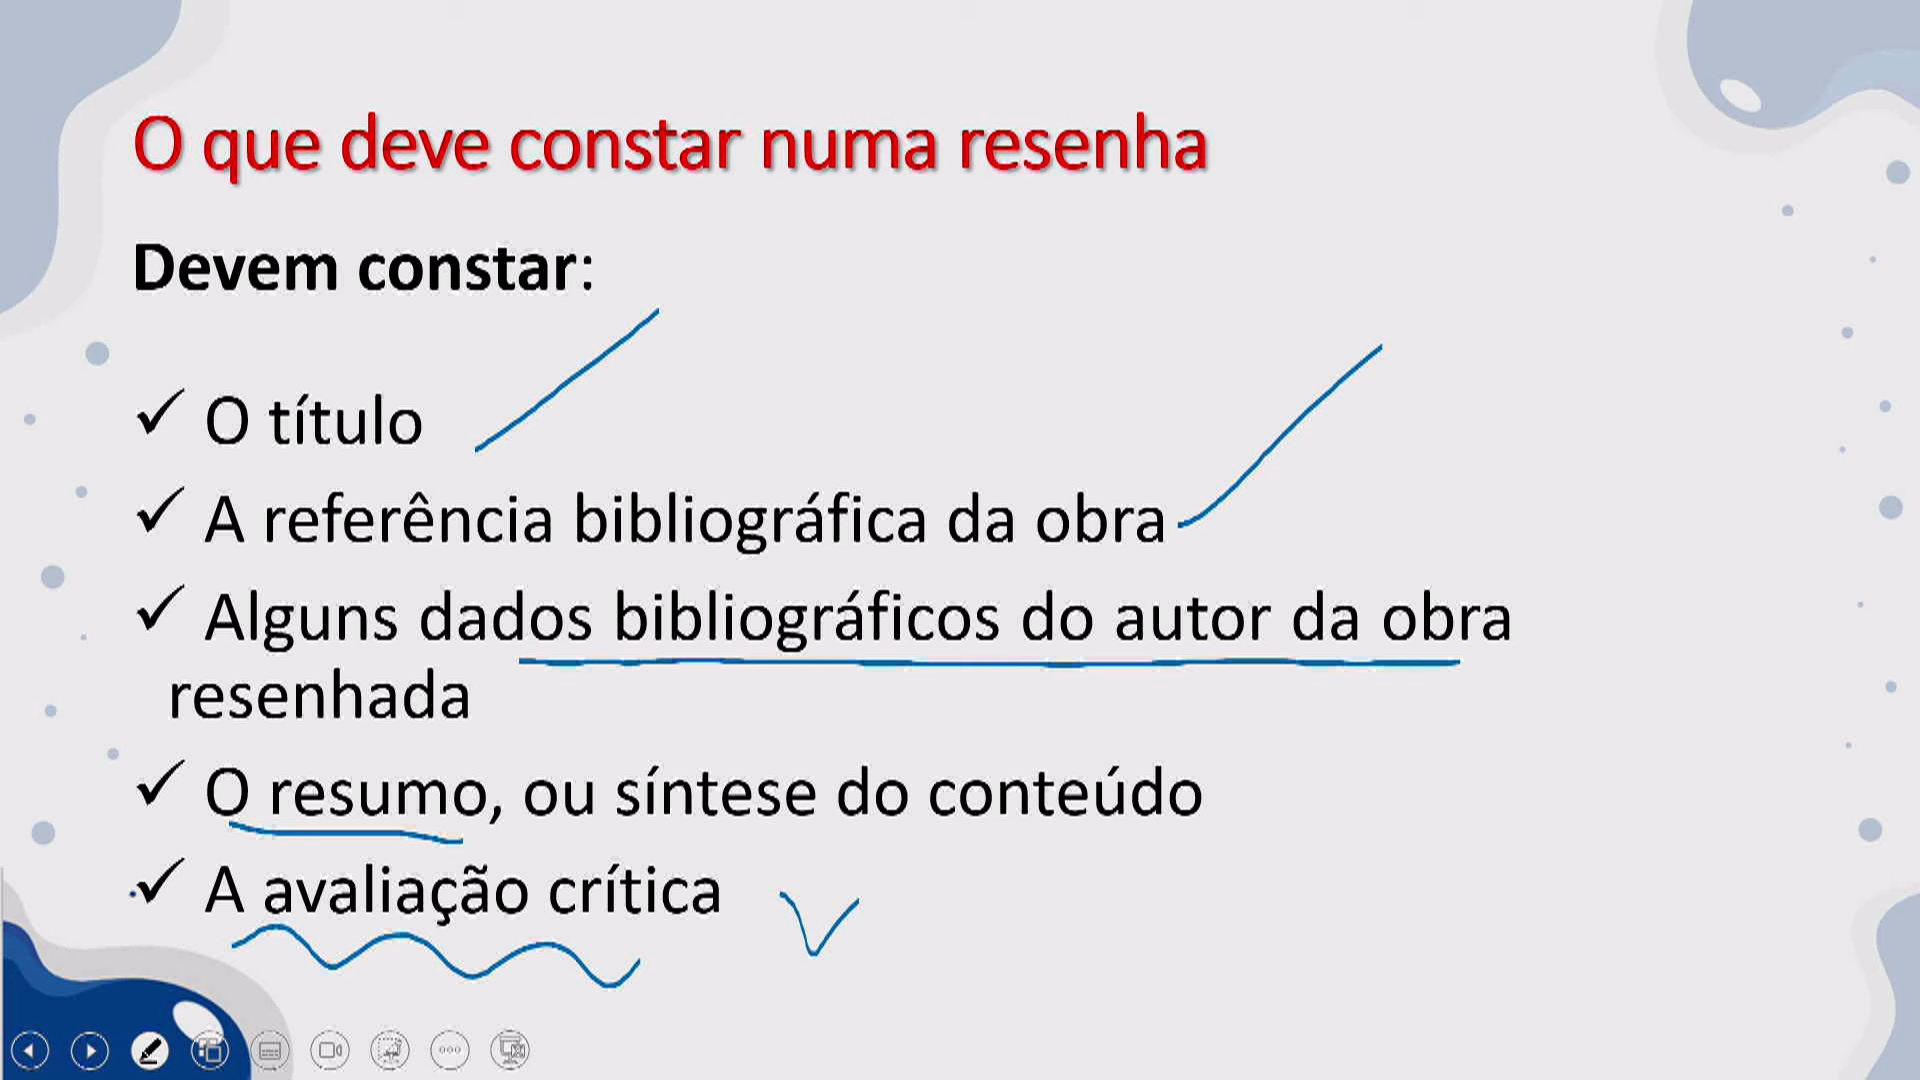 O que deve constar numa resenha
Devem constar:
✓ O título
✓ A referência bibliográfica da obra
✓ Alguns dados bibliográficos do autor da obra
resenhada
✓ O resumo, ou síntese do conteúdo
✓ A avaliação crítica